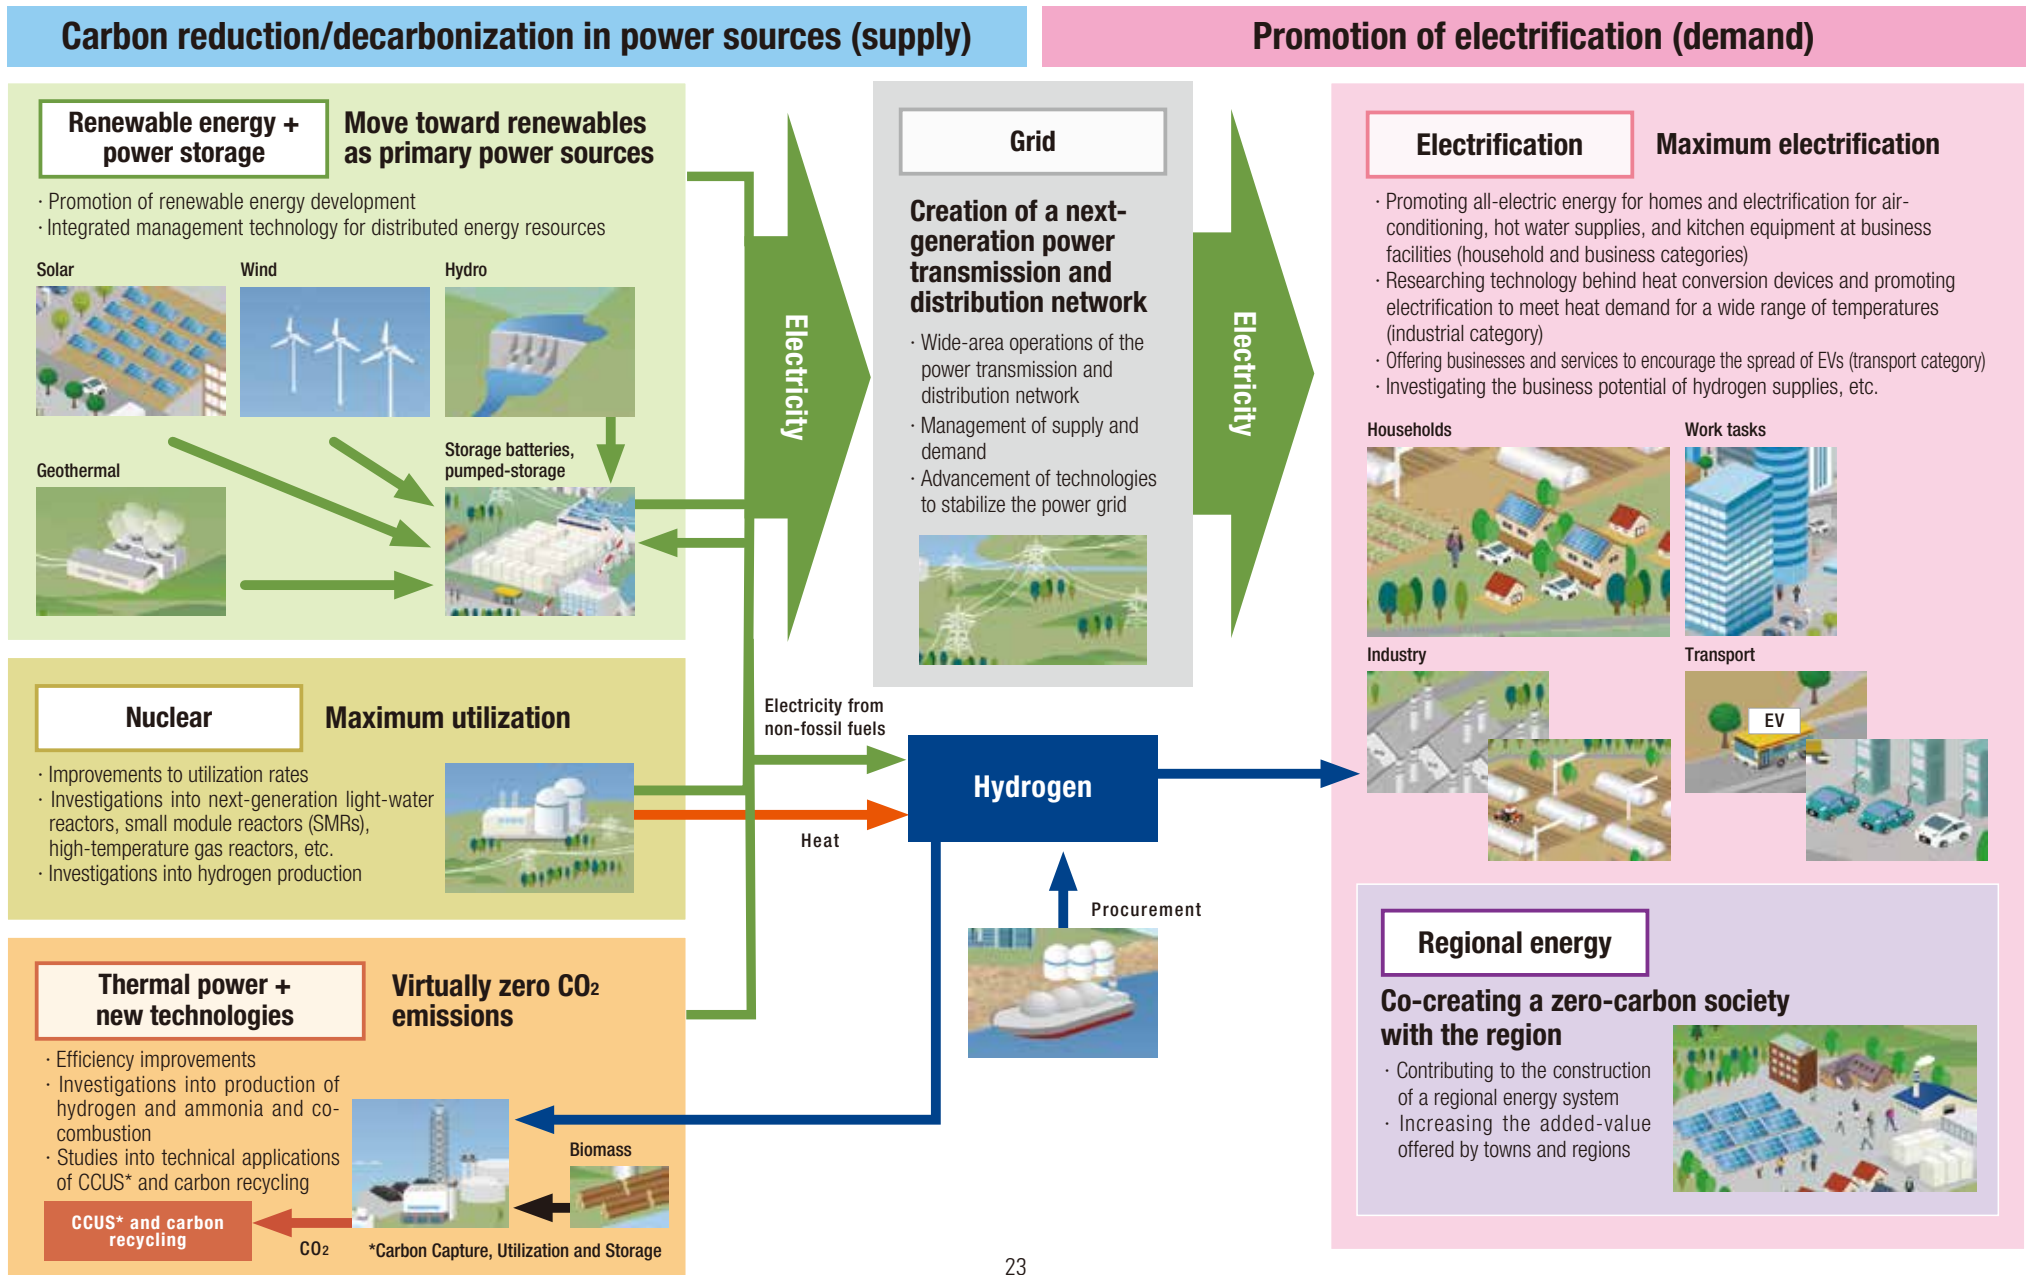 Carbon reduction/decarbonization in power sources (supply)
Promotion of electrification (demand)
Renewable energy +
power storage
Move toward renewables
as primary power sources
· Promotion of renewable energy development
· Integrated management technology for distributed energy resources
Solar
Wind
Hydro
Geothermal
Storage batteries,
pumped-storage
Electricity
Nuclear
Maximum utilization
· Improvements to utilization rates
· Investigations into next-generation light-water
reactors, small module reactors (SMRs),
high-temperature gas reactors, etc.
· Investigations into hydrogen production
Thermal power +
new technologies
Virtually zero CO2
emissions
· Efficiency improvements
· Investigations into production of
hydrogen and ammonia and co-
combustion
· Studies into technical applications
of CCUS* and carbon recycling
CCUS* and carbon
recycling
CO2
Biomass
*Carbon Capture, Utilization and Storage
Grid
Creation of a next-
generation power
transmission and
distribution network
· Wide-area operations of the
power transmission and
distribution network
· Management of supply and
demand
· Advancement of technologies
to stabilize the power grid
Electricity
Electricity from
non-fossil fuels
Heat
Hydrogen
Procurement
Electrification
Maximum electrification
· Promoting all-electric energy for homes and electrification for air-
conditioning, hot water supplies, and kitchen equipment at business
facilities (household and business categories)
· Researching technology behind heat conversion devices and promoting
electrification to meet heat demand for a wide range of temperatures
(industrial category)
· Offering businesses and services to encourage the spread of EVs (transport category)
· Investigating the business potential of hydrogen supplies, etc.
Households
Work tasks
Industry
Transport
EV
Regional energy
Co-creating a zero-carbon society
with the region
· Contributing to the construction
of a regional energy system
· Increasing the added-value
offered by towns and regions
23